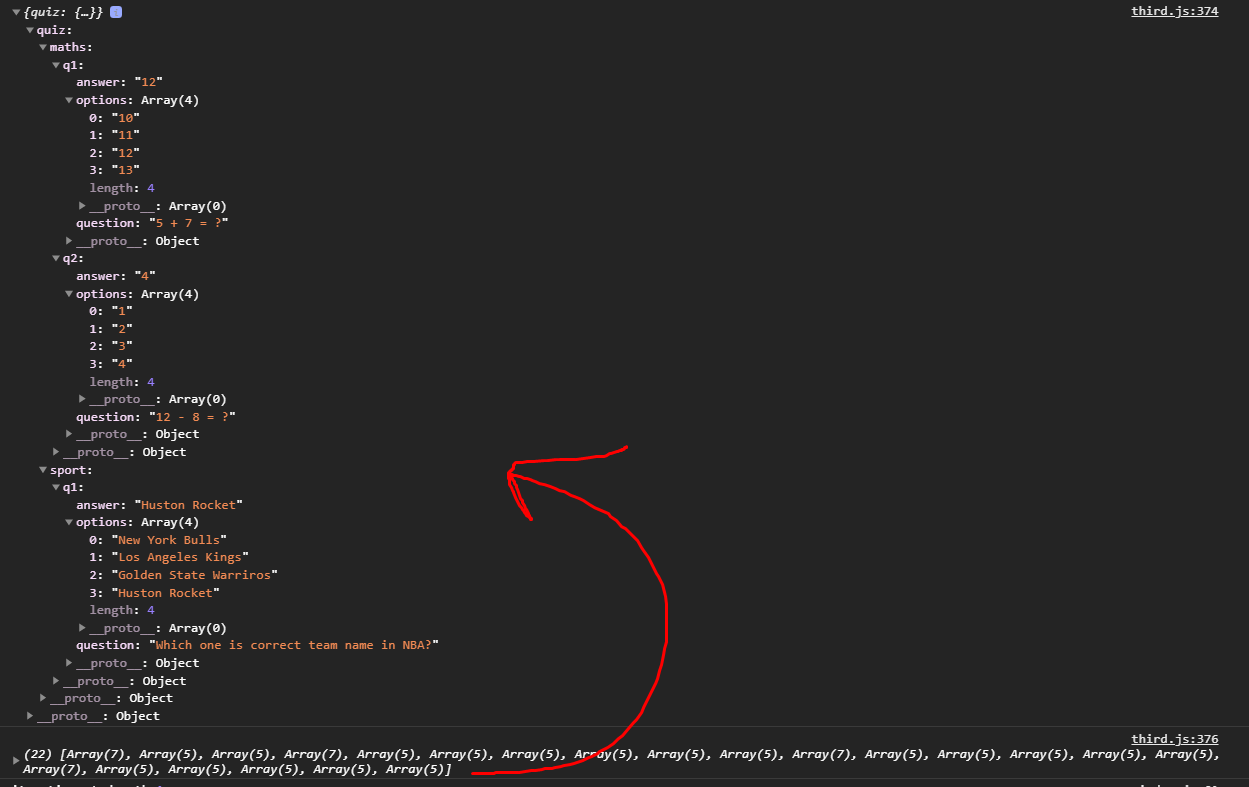 {quiz: {…}} i third.js:374
quiz:
maths:
q1:
answer: "12"
options: Array(4)
0: "10"
1: "11"
2: "12"
3: "13"
length: 4
__proto__: Array(0)
question: "5 + 7 = ?"
__proto__: Object
q2:
answer: "4"
options: Array(4)
0: "1"
1: "2"
2: "3"
3: "4"
length: 4
__proto__: Array(0)
question: "12 - 8 = ?"
__proto__: Object
__proto__: Object
sport:
q1:
answer: "Huston Rocket"
options: Array(4)
0: "New York Bulls"
1: "Los Angeles Kings"
2: "Golden State Warriros"
3: "Huston Rocket"
length: 4
__proto__: Array(0)
question: "Which one is correct team name in NBA?"
__proto__: Object
__proto__: Object
__proto__: Object
__proto__: Object
third.js:376
(22) [Array(7), Array(5), Array(5), Array(7), Array(5), Array(5), Array(5), Array(5), Array(5), Array(5), Array(7), Array(5), Array(5), Array(5), Array(5), Array(5),
Array(7), Array(5), Array(5), Array(5), Array(5), Array(5)]